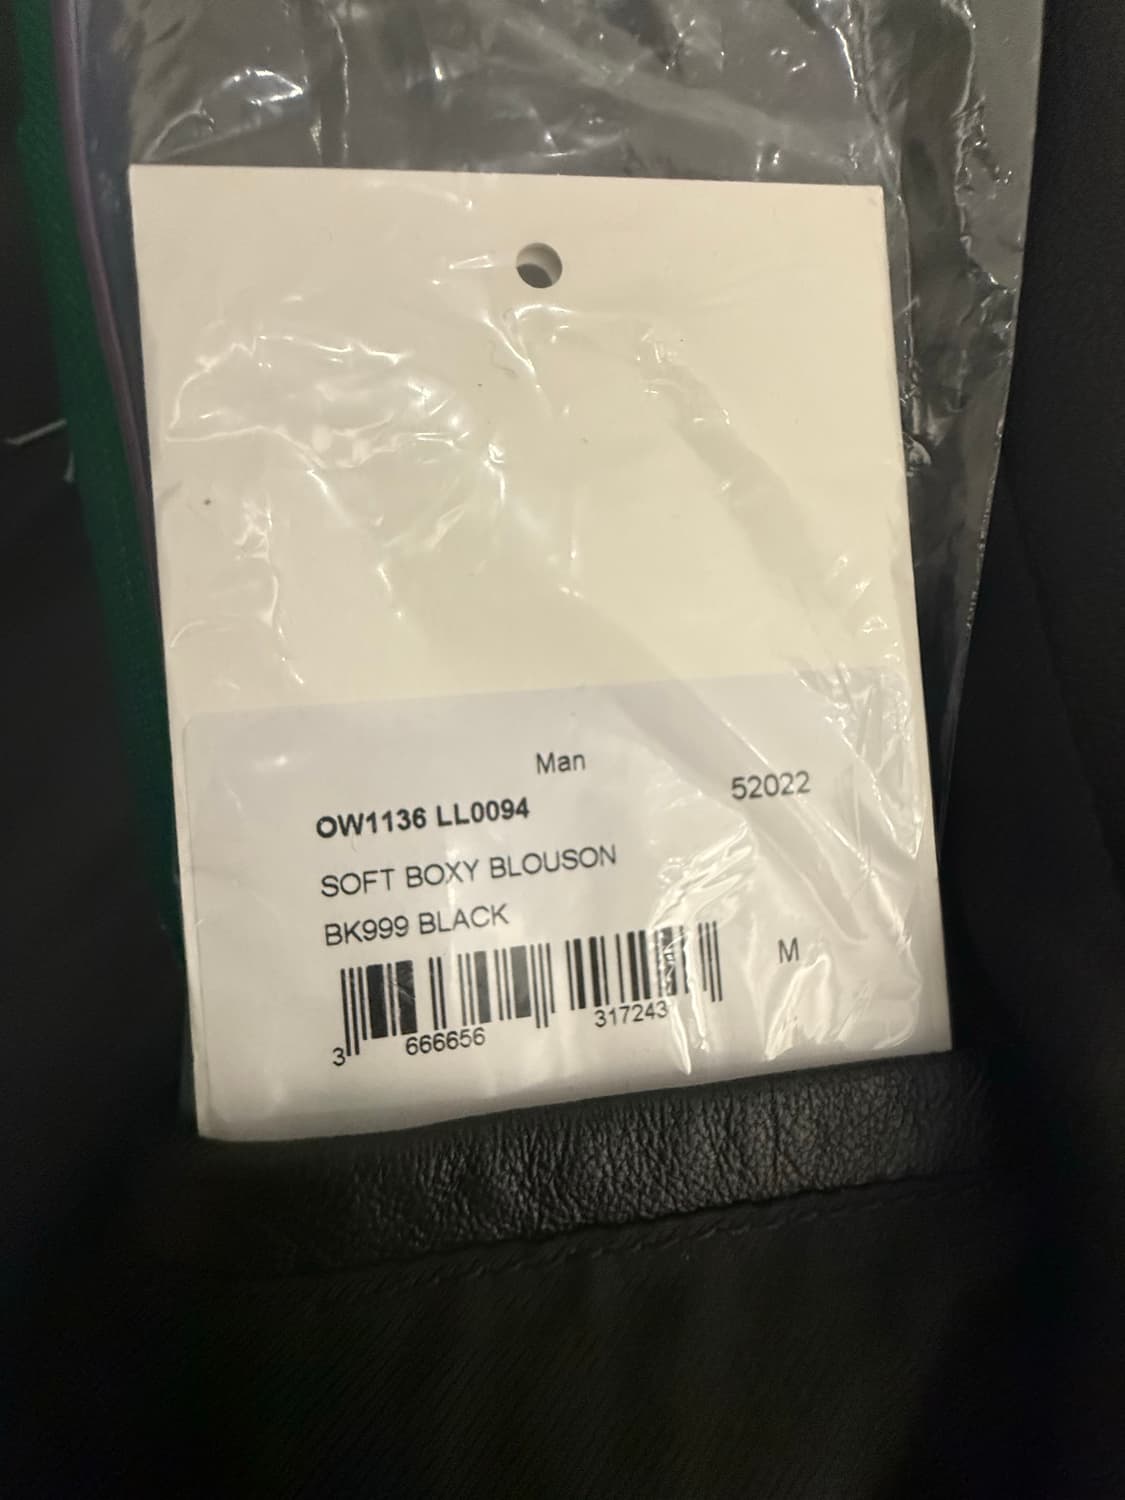 Man
52022
OW1136 LL0094
SOFT BOXY BLOUSON
BK999 BLACK
M
3 666656 317243